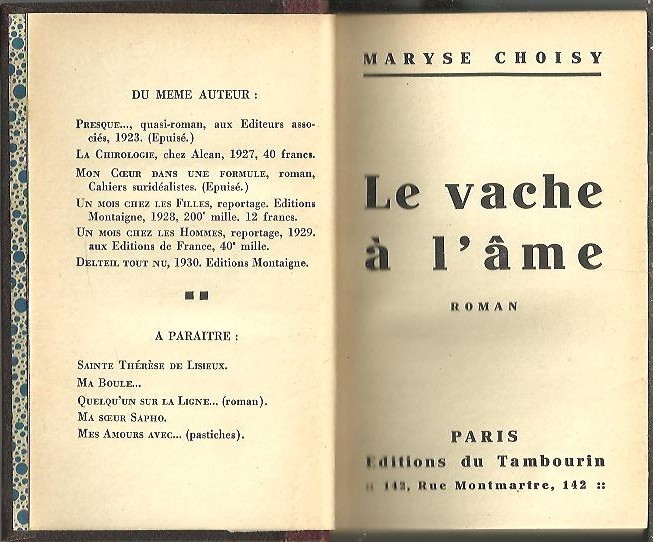 DU MEME AUTEUR :
PRESQUE..., quasi-roman, aux Editeurs asso-
ciés, 1923. (Epuisé.)
LA CHIROLOGIE, chez Alcan, 1927, 40 francs.
MON CŒUR DANS UNE FORMULE, roman,
Cahiers suridéalistes. (Epuisé.)
UN MOIS CHEZ LES FILLES, reportage. Editions
Montaigne, 1928, 200e mille. 12 francs.
UN MOIS CHEZ LES HOMMES, reportage, 1929.
aux Editions de France, 40e mille.
DELTEIL TOUT NU, 1930. Editions Montaigne.
A PARAITRE :
SAINTE THÉRÈSE DE LISIEUX.
MA BOULE...
QUELQU'UN SUR LA LIGNE... (roman).
MA SŒUR SAPHO.
MES AMOURS AVEC... (pastiches).
MARYSE CHOISY
Le vache
à l'âme
ROMAN
PARIS
Editions du Tambourin
:: 142, Rue Montmartre, 142 ::